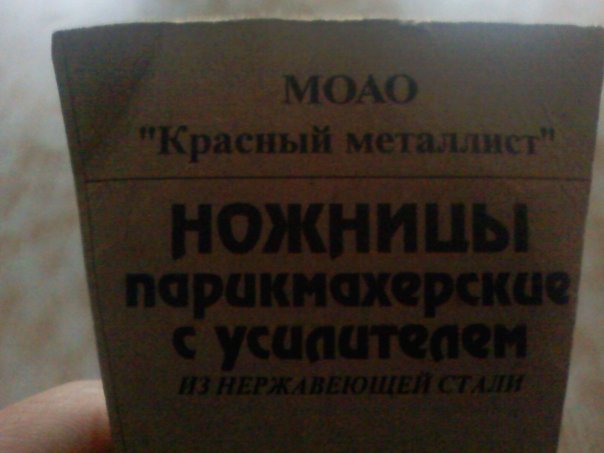 МОАО
"Красный металлист"
НОЖНИЦЫ
парикмахерские
с усилителем
ИЗ НЕРЖАВЕЮЩЕЙ СТАЛИ